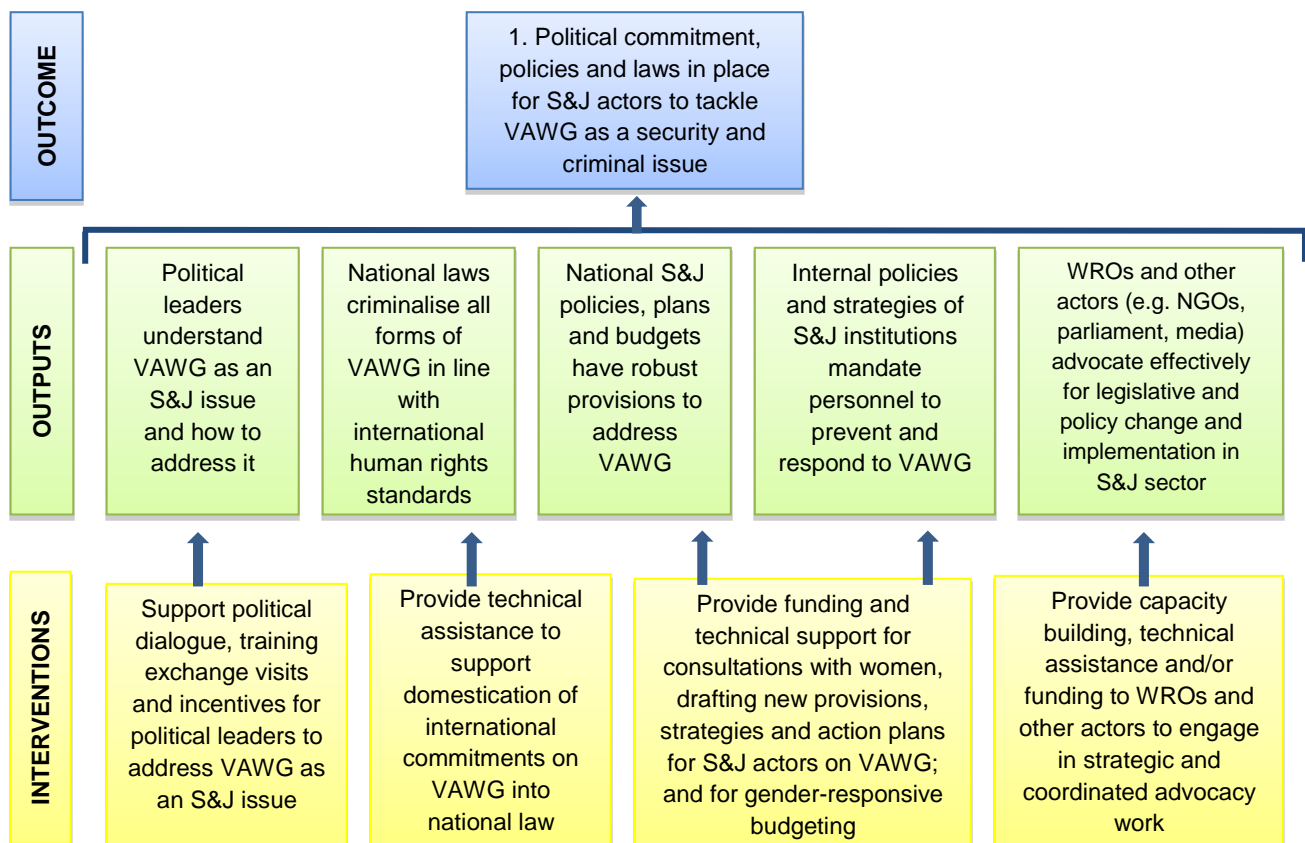 OUTCOME
1. Political commitment,
policies and laws in place
for S&J actors to tackle
VAWG as a security and
criminal issue
OUTPUTS
Political
leaders
understand
VAWG as an
S&J issue
and how to
address it
National laws
criminalise all
forms of
VAWG in line
with
international
human rights
standards
National S&J
policies, plans
and budgets
have robust
provisions to
address
VAWG
Internal policies
and strategies of
S&J institutions
mandate
personnel to
prevent and
respond to VAWG
WROs and other
actors (e.g. NGOs,
parliament, media)
advocate effectively
for legislative and
policy change and
implementation in
S&J sector
INTERVENTIONS
Support political
dialogue, training
exchange visits
and incentives for
political leaders to
address VAWG as
an S&J issue
Provide technical
assistance to
support
domestication of
international
commitments on
VAWG into
national law
Provide funding and
technical support for
consultations with women,
drafting new provisions,
strategies and action plans
for S&J actors on VAWG;
and for gender-responsive
budgeting
Provide capacity
building, technical
assistance and/or
funding to WROs and
other actors to engage
in strategic and
coordinated advocacy
work